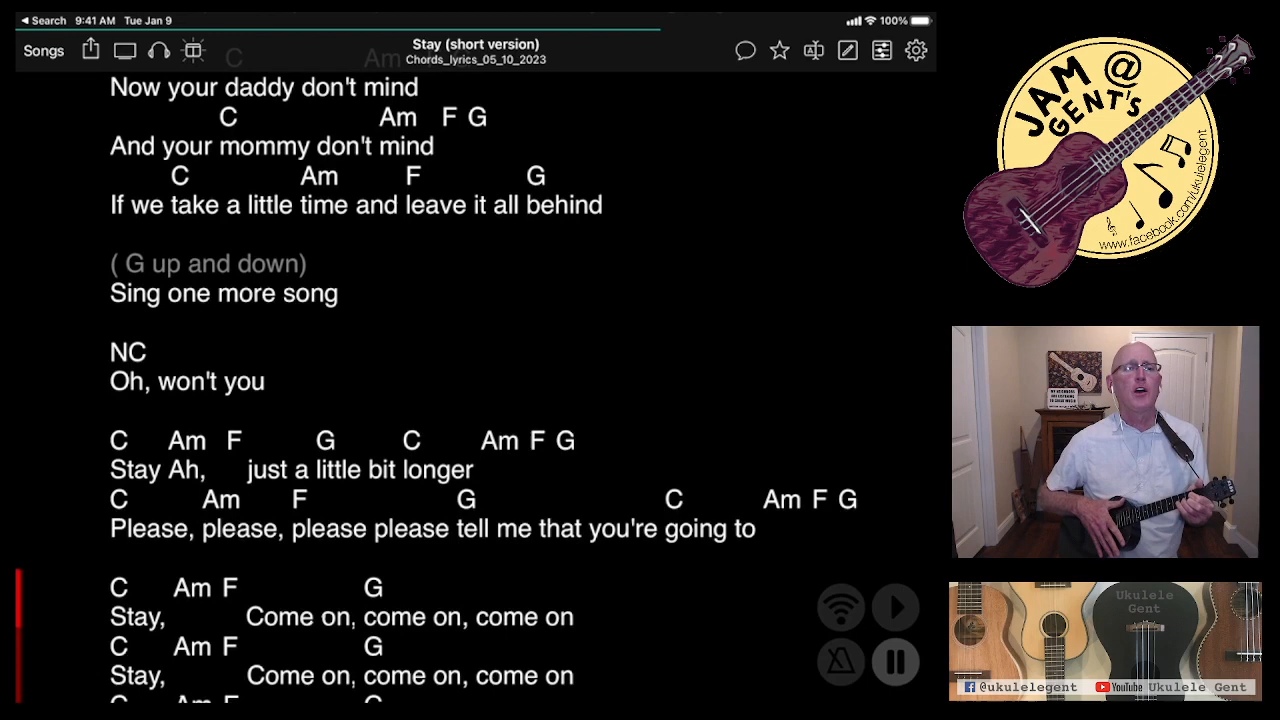 ◀ Search 9:41 AM Tue Jan 9 100%
Songs
Stay (short version)
Chords_lyrics_05_10_2023
C Am
Now your daddy don't mind
C Am F G
And your mommy don't mind
C Am F G
If we take a little time and leave it all behind
( G up and down)
Sing one more song
NC
Oh, won't you
C Am F G C Am F G
Stay Ah, just a little bit longer
C Am F G C Am F G
Please, please, please please tell me that you're going to
C Am F G
Stay, Come on, come on, come on
C Am F G
Stay, Come on, come on, come on
C Am F G
JAM @
GENT'S
www.facebook.com/ukulelegent
Ukulele
Gent
@ukulelegent YouTube Ukulele Gent